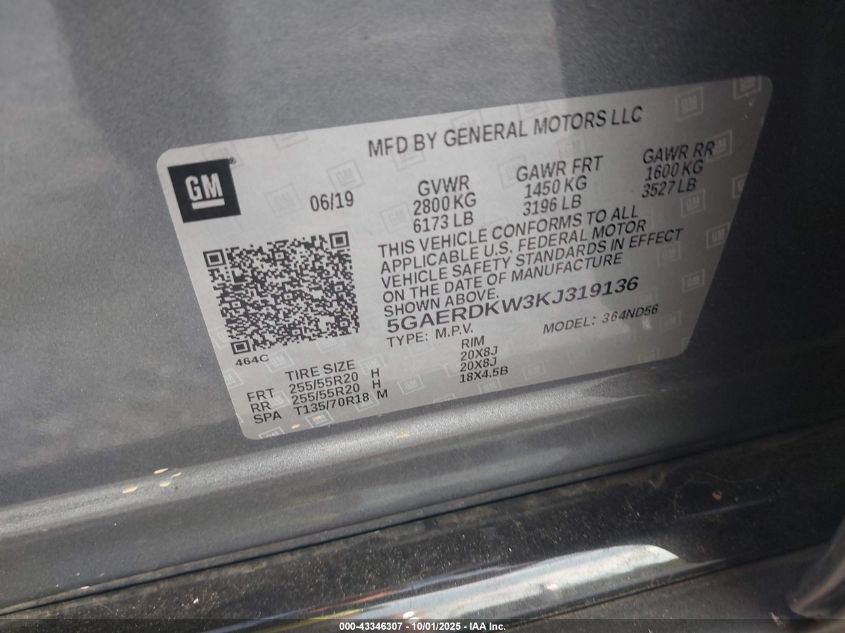 MFD BY GENERAL MOTORS LLC
GM
06/19
GVWR GAWR FRT GAWR RR
2800 KG 1450 KG 1600 KG
6173 LB 3196 LB 3527 LB
THIS VEHICLE CONFORMS TO ALL
APPLICABLE U.S. FEDERAL MOTOR
VEHICLE SAFETY STANDARDS IN EFFECT
ON THE DATE OF MANUFACTURE
SHOWN ABOVE.
5GAERDKW3KJ319136
TYPE: M.P.V. MODEL: 364ND56
464C
TIRE SIZE RIM
FRT 255/55R20 H 20X8J
RR 255/55R20 H 20X8J
SPA T135/70R18 M 18X4.5B
000-43346307 - 10/01/2025 - IAA Inc.